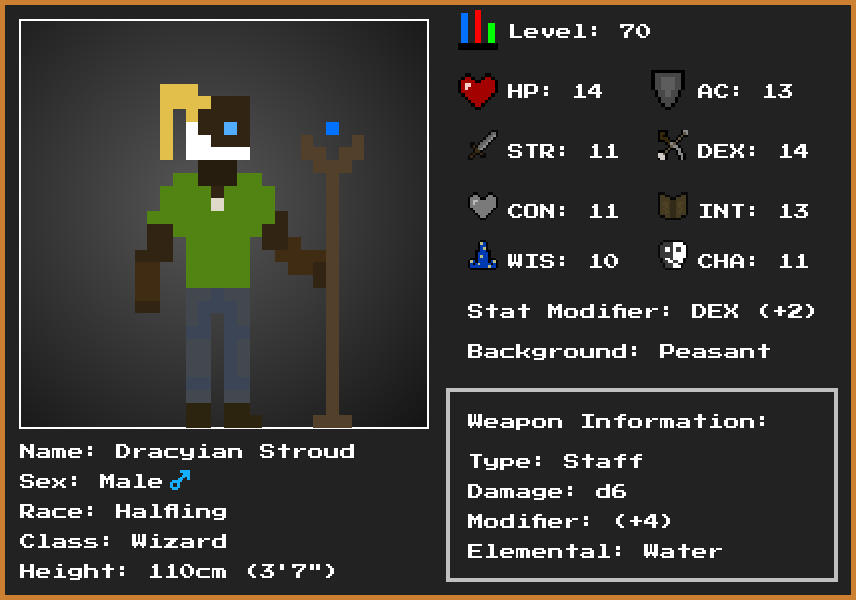 Level: 70
HP: 14
AC: 13
STR: 11
DEX: 14
CON: 11
INT: 13
WIS: 10
CHA: 11
Stat Modifier: DEX (+2)
Background: Peasant
Weapon Information:
Type: Staff
Damage: d6
Modifier: (+4)
Elemental: Water
Name: Dracyian Stroud
Sex: Male ♂
Race: Halfling
Class: Wizard
Height: 110cm (3'7")